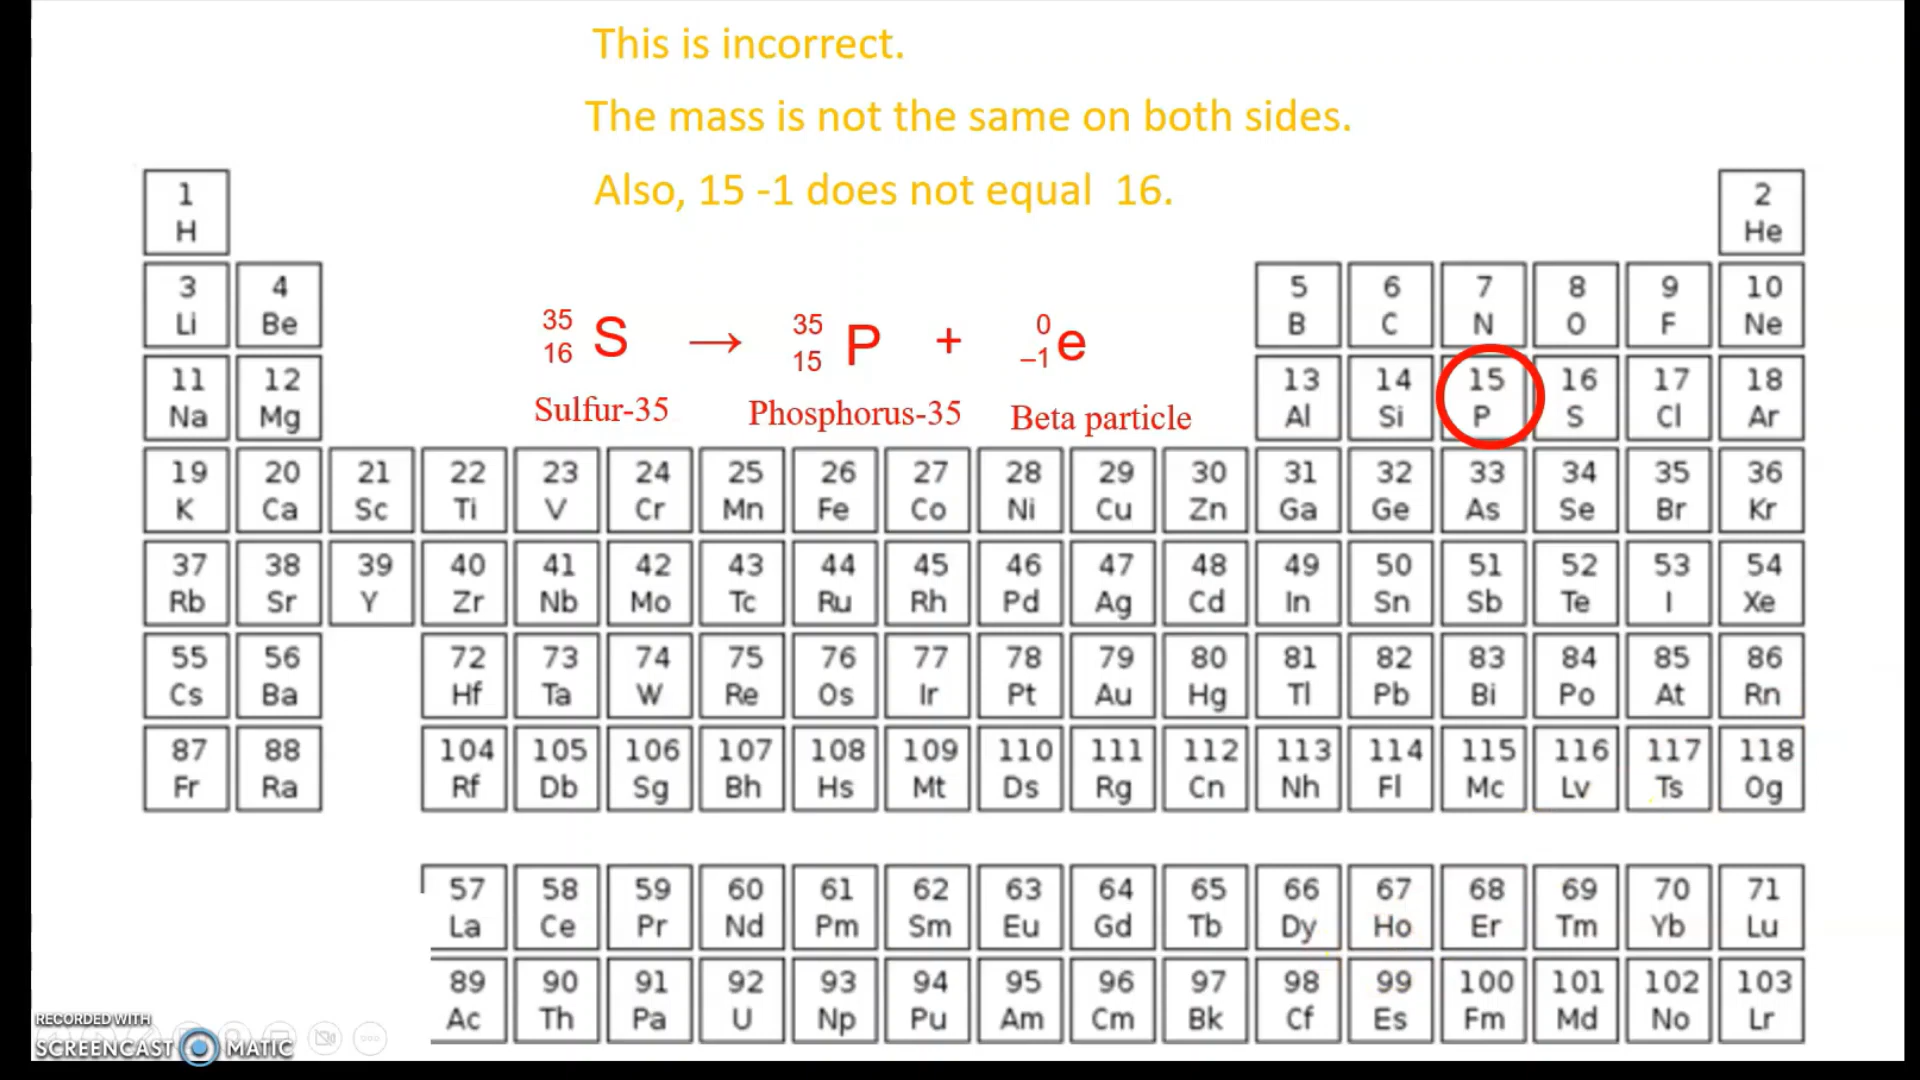 This is incorrect.
The mass is not the same on both sides.
Also, 15 -1 does not equal 16.
1 2
H He
3 4 5 6 7 8 9 10
Li Be B C N O F Ne
35 35 0
16 S → 15 P + –1 e
Sulfur-35 Phosphorus-35 Beta particle
11 12 13 14 15 16 17 18
Na Mg Al Si P S Cl Ar
19 20 21 22 23 24 25 26 27 28 29 30 31 32 33 34 35 36
K Ca Sc Ti V Cr Mn Fe Co Ni Cu Zn Ga Ge As Se Br Kr
37 38 39 40 41 42 43 44 45 46 47 48 49 50 51 52 53 54
Rb Sr Y Zr Nb Mo Tc Ru Rh Pd Ag Cd In Sn Sb Te I Xe
55 56 72 73 74 75 76 77 78 79 80 81 82 83 84 85 86
Cs Ba Hf Ta W Re Os Ir Pt Au Hg Tl Pb Bi Po At Rn
87 88 104 105 106 107 108 109 110 111 112 113 114 115 116 117 118
Fr Ra Rf Db Sg Bh Hs Mt Ds Rg Cn Nh Fl Mc Lv Ts Og
57 58 59 60 61 62 63 64 65 66 67 68 69 70 71
La Ce Pr Nd Pm Sm Eu Gd Tb Dy Ho Er Tm Yb Lu
89 90 91 92 93 94 95 96 97 98 99 100 101 102 103
Ac Th Pa U Np Pu Am Cm Bk Cf Es Fm Md No Lr
RECORDED WITH
SCREENCAST MATIC